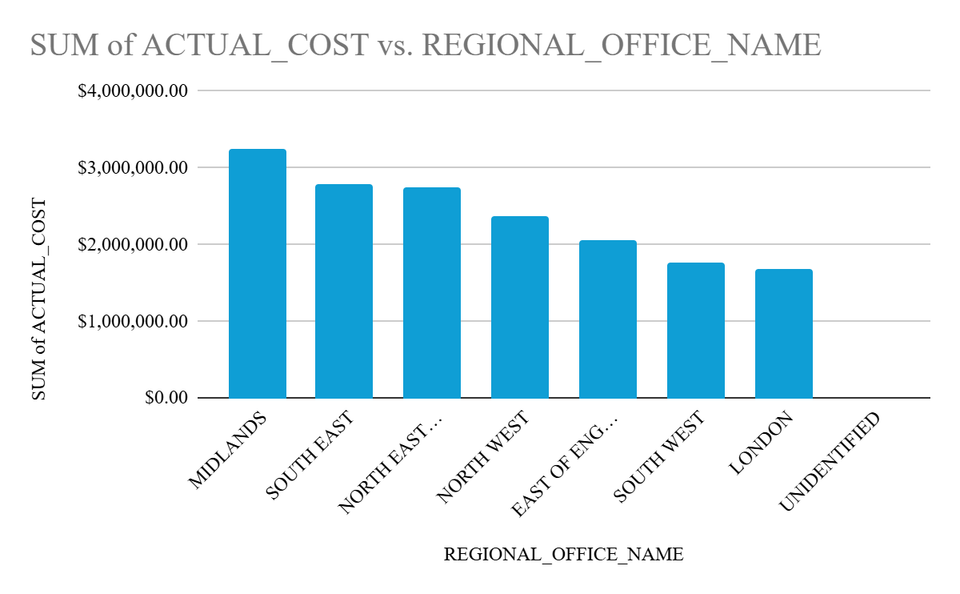 SUM of ACTUAL_COST vs. REGIONAL_OFFICE_NAME
$4,000,000.00
$3,000,000.00
$2,000,000.00
$1,000,000.00
$0.00
SUM of ACTUAL_COST
MIDLANDS
SOUTH EAST
NORTH EAST…
NORTH WEST
EAST OF ENG…
SOUTH WEST
LONDON
UNIDENTIFIED
REGIONAL_OFFICE_NAME